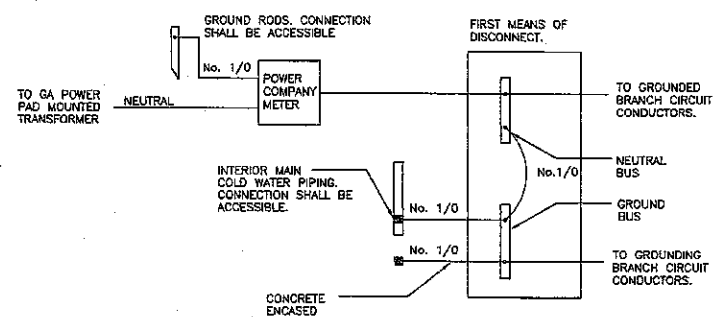 GROUND RODS. CONNECTION
SHALL BE ACCESSIBLE
FIRST MEANS OF
DISCONNECT.
No. 1/0
POWER
COMPANY
METER
TO GA POWER
PAD MOUNTED
TRANSFORMER
NEUTRAL
TO GROUNDED
BRANCH CIRCUIT
CONDUCTORS.
INTERIOR MAIN
COLD WATER PIPING.
CONNECTION SHALL BE
ACCESSIBLE.
No.1/0
NEUTRAL
BUS
No. 1/0
GROUND
BUS
No. 1/0
TO GROUNDING
BRANCH CIRCUIT
CONDUCTORS.
CONCRETE
ENCASED